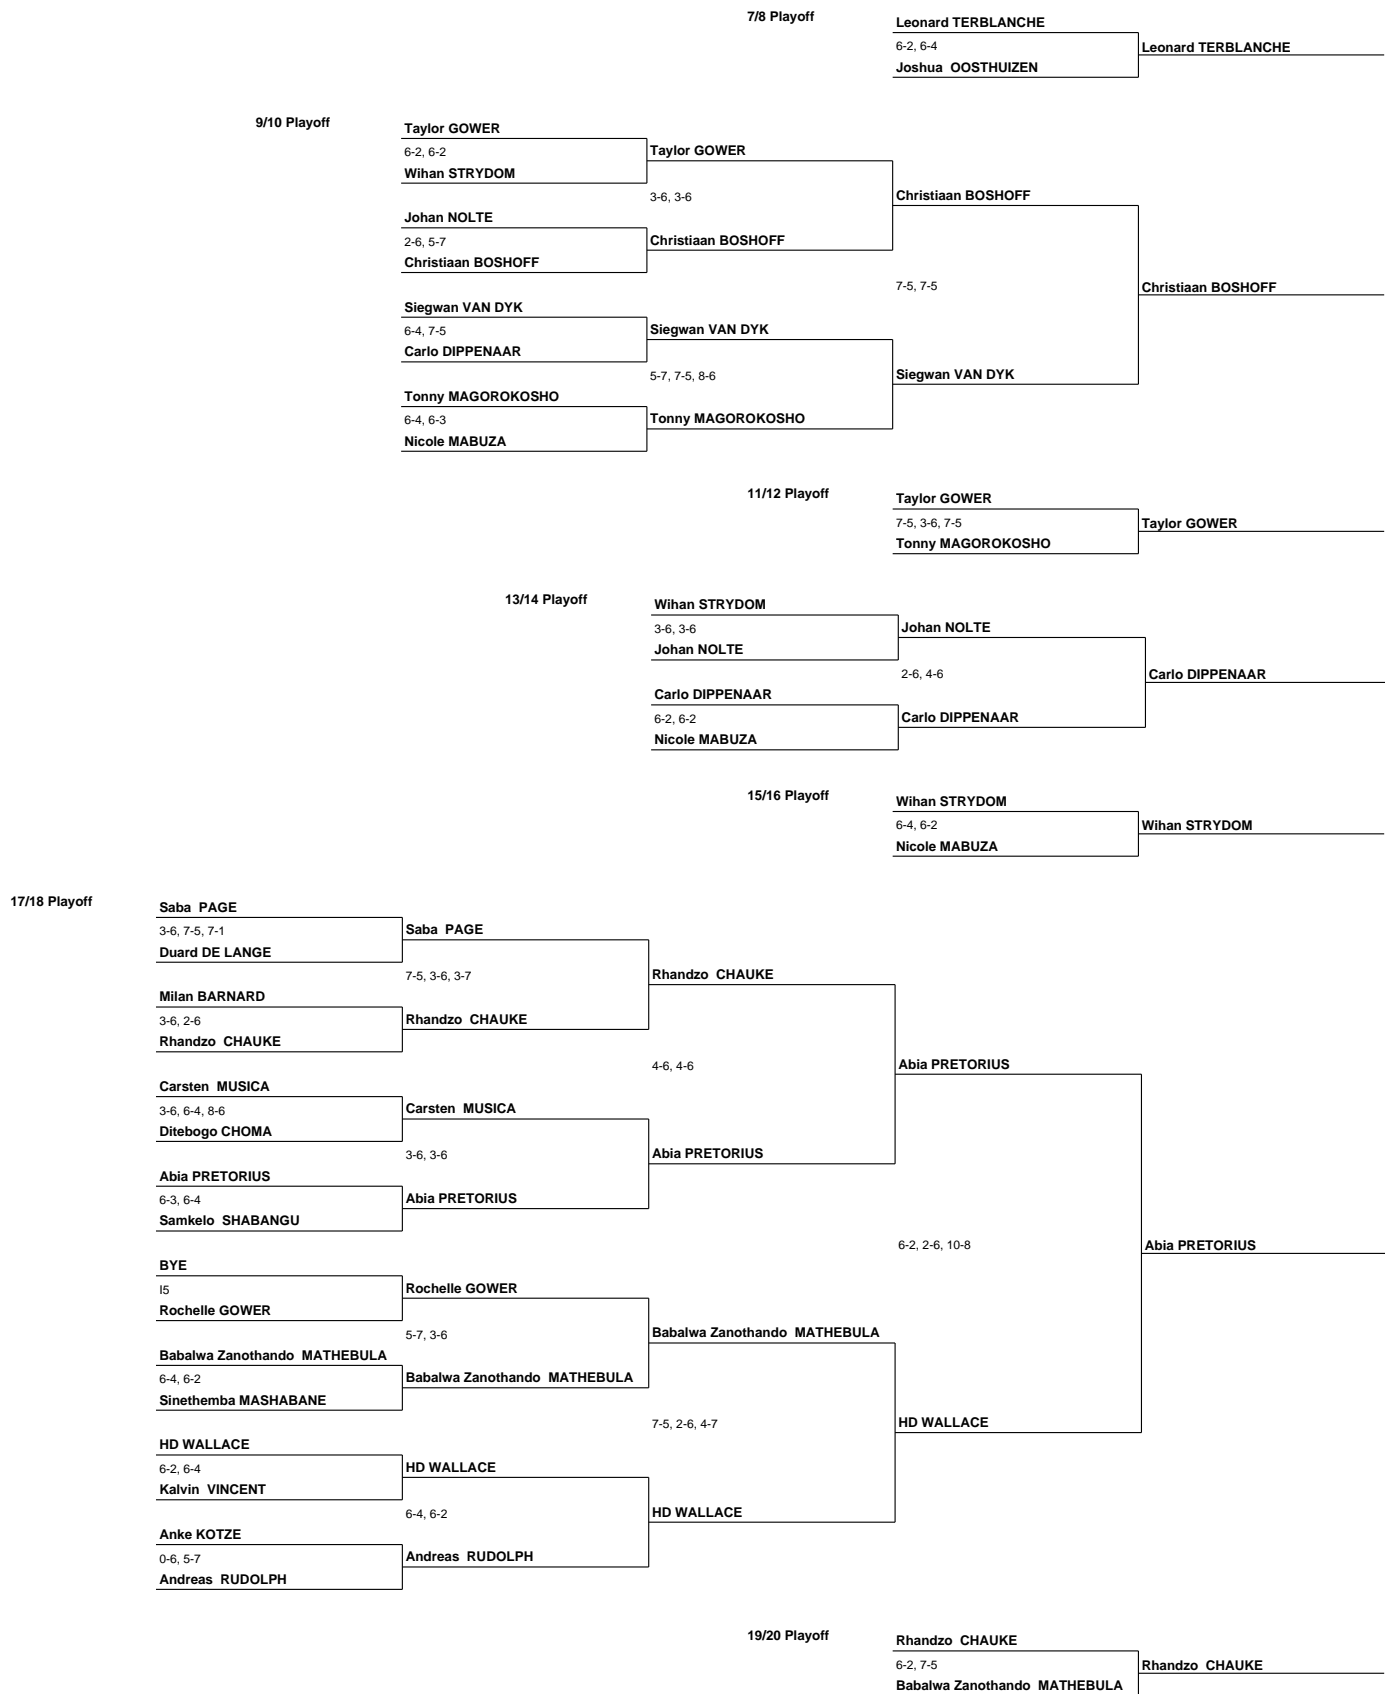 7/8 Playoff
Leonard TERBLANCHE
6-2, 6-4
Leonard TERBLANCHE
Joshua OOSTHUIZEN
9/10 Playoff
Taylor GOWER
6-2, 6-2
Taylor GOWER
Wihan STRYDOM
3-6, 3-6
Christiaan BOSHOFF
Johan NOLTE
2-6, 5-7
Christiaan BOSHOFF
Christiaan BOSHOFF
7-5, 7-5
Christiaan BOSHOFF
Siegwan VAN DYK
6-4, 7-5
Siegwan VAN DYK
Carlo DIPPENAAR
5-7, 7-5, 8-6
Siegwan VAN DYK
Tonny MAGOROKOSHO
6-4, 6-3
Tonny MAGOROKOSHO
Nicole MABUZA
11/12 Playoff
Taylor GOWER
7-5, 3-6, 7-5
Taylor GOWER
Tonny MAGOROKOSHO
13/14 Playoff
Wihan STRYDOM
3-6, 3-6
Johan NOLTE
Johan NOLTE
2-6, 4-6
Carlo DIPPENAAR
Carlo DIPPENAAR
6-2, 6-2
Carlo DIPPENAAR
Nicole MABUZA
15/16 Playoff
Wihan STRYDOM
6-4, 6-2
Wihan STRYDOM
Nicole MABUZA
17/18 Playoff
Saba PAGE
3-6, 7-5, 7-1
Saba PAGE
Duard DE LANGE
7-5, 3-6, 3-7
Rhandzo CHAUKE
Milan BARNARD
3-6, 2-6
Rhandzo CHAUKE
Rhandzo CHAUKE
4-6, 4-6
Abia PRETORIUS
Carsten MUSICA
3-6, 6-4, 8-6
Carsten MUSICA
Ditebogo CHOMA
3-6, 3-6
Abia PRETORIUS
Abia PRETORIUS
6-3, 6-4
Abia PRETORIUS
Samkelo SHABANGU
6-2, 2-6, 10-8
Abia PRETORIUS
BYE
I5
Rochelle GOWER
Rochelle GOWER
5-7, 3-6
Babalwa Zanothando MATHEBULA
Babalwa Zanothando MATHEBULA
6-4, 6-2
Babalwa Zanothando MATHEBULA
Sinethemba MASHABANE
7-5, 2-6, 4-7
HD WALLACE
HD WALLACE
6-2, 6-4
HD WALLACE
Kalvin VINCENT
6-4, 6-2
HD WALLACE
Anke KOTZE
0-6, 5-7
Andreas RUDOLPH
Andreas RUDOLPH
19/20 Playoff
Rhandzo CHAUKE
6-2, 7-5
Rhandzo CHAUKE
Babalwa Zanothando MATHEBULA